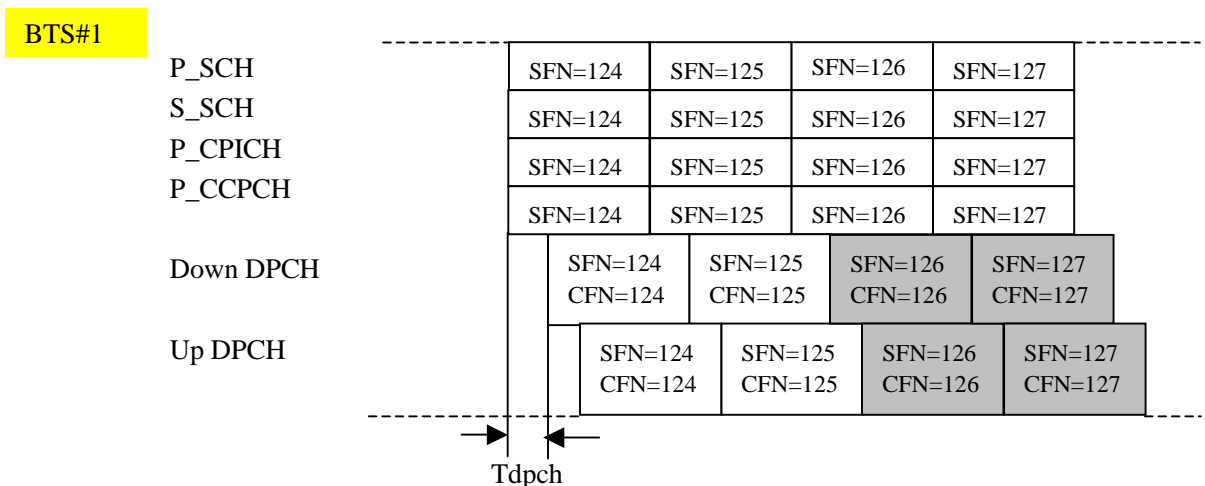 BTS#1
P_SCH SFN=124 SFN=125 SFN=126 SFN=127
S_SCH SFN=124 SFN=125 SFN=126 SFN=127
P_CPICH SFN=124 SFN=125 SFN=126 SFN=127
P_CCPCH SFN=124 SFN=125 SFN=126 SFN=127
Down DPCH SFN=124 SFN=125 SFN=126 SFN=127
CFN=124 CFN=125 CFN=126 CFN=127
Up DPCH SFN=124 SFN=125 SFN=126 SFN=127
CFN=124 CFN=125 CFN=126 CFN=127
Tdpch